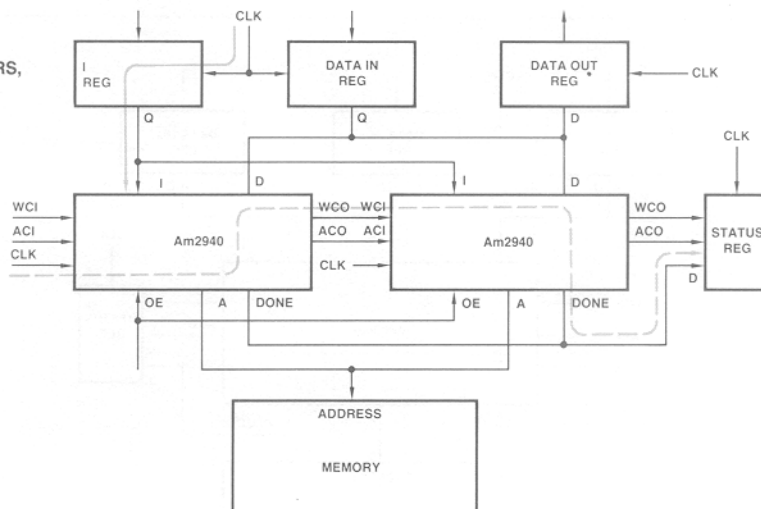 CLK
RS,
I
REG
DATA IN
REG
DATA OUT
REG
CLK
Q
Q
D
CLK
I
D
I
D
WCI
ACI
CLK
Am2940
WCO
WCI
ACO
ACI
CLK
Am2940
WCO
ACO
STATUS
REG
D
OE
A
DONE
OE
A
DONE
ADDRESS
MEMORY